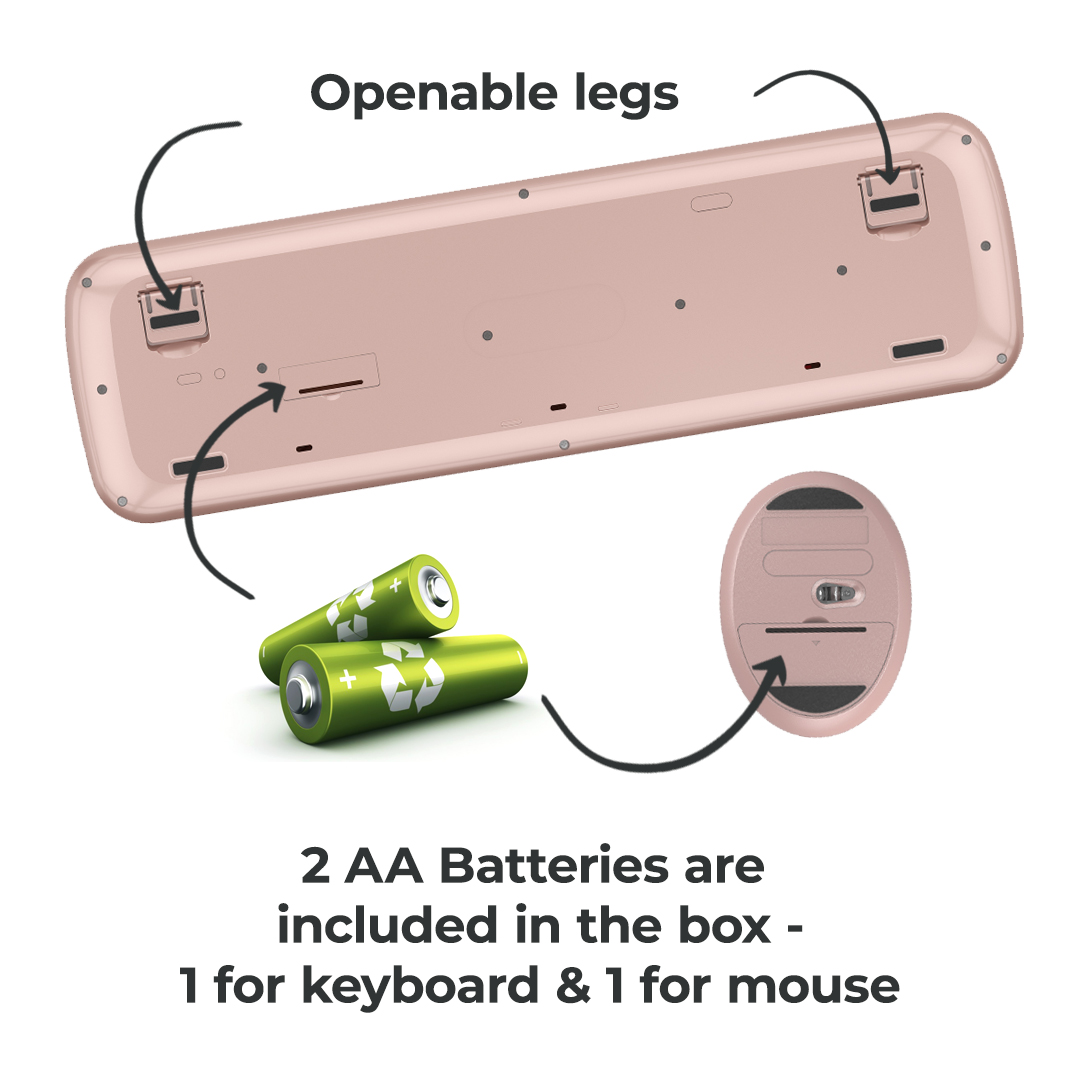 Openable legs
2 AA Batteries are
included in the box -
1 for keyboard & 1 for mouse